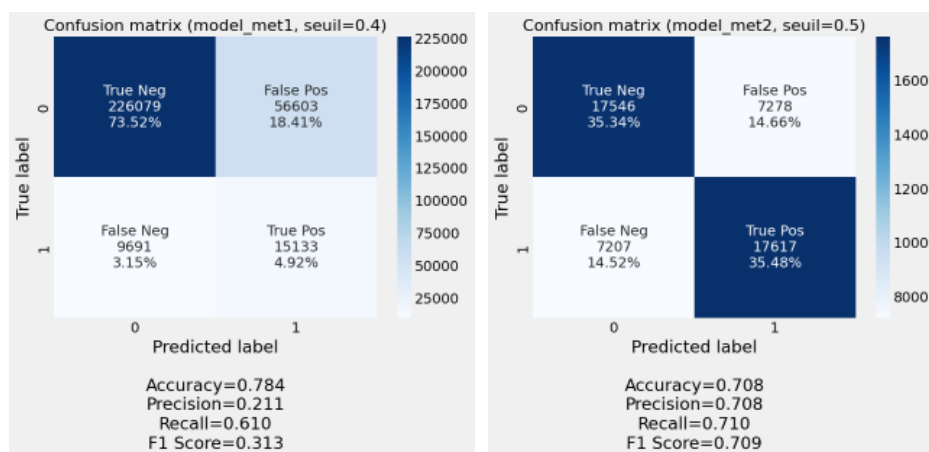 Confusion matrix (model_met1, seuil=0.4)
True Neg
226079
73.52%
False Pos
56603
18.41%
False Neg
9691
3.15%
True Pos
15133
4.92%
0
1
True label
0
1
Predicted label
225000
200000
175000
150000
125000
100000
75000
50000
25000
Accuracy=0.784
Precision=0.211
Recall=0.610
F1 Score=0.313
Confusion matrix (model_met2, seuil=0.5)
True Neg
17546
35.34%
False Pos
7278
14.66%
False Neg
7207
14.52%
True Pos
17617
35.48%
0
1
True label
0
1
Predicted label
1600
1400
1200
1000
8000
Accuracy=0.708
Precision=0.708
Recall=0.710
F1 Score=0.709